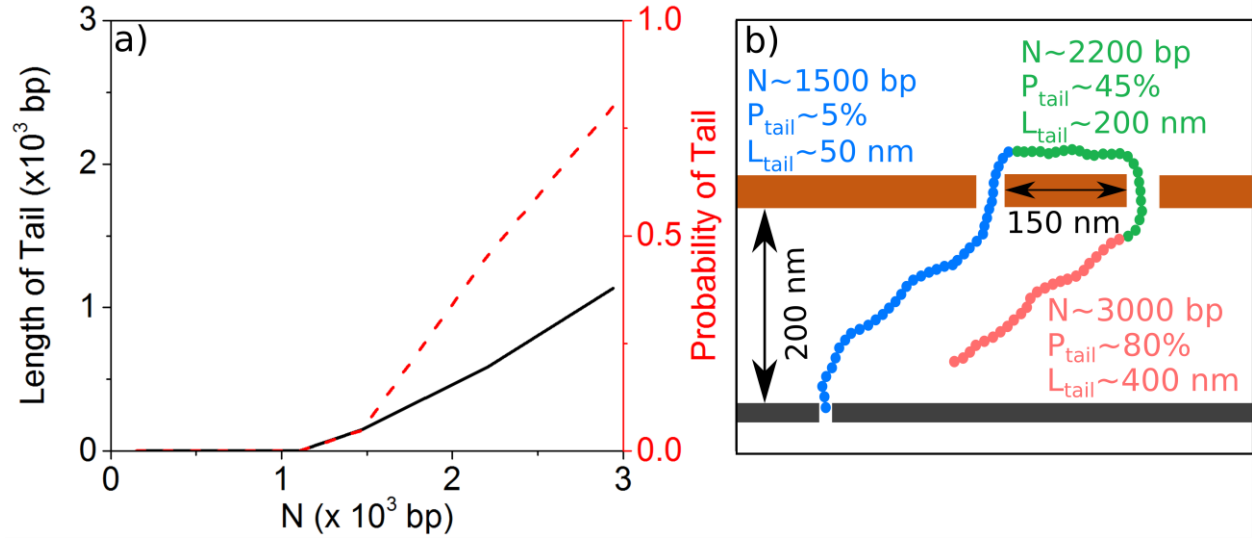 a)
Length of Tail (x10³ bp)
3
2
1
0
0
1
2
3
N (x 10³ bp)
1.0
0.5
0.0
Probability of Tail
b)
N~1500 bp
P_tail~5%
L_tail~50 nm
N~2200 bp
P_tail~45%
L_tail~200 nm
150 nm
200 nm
N~3000 bp
P_tail~80%
L_tail~400 nm